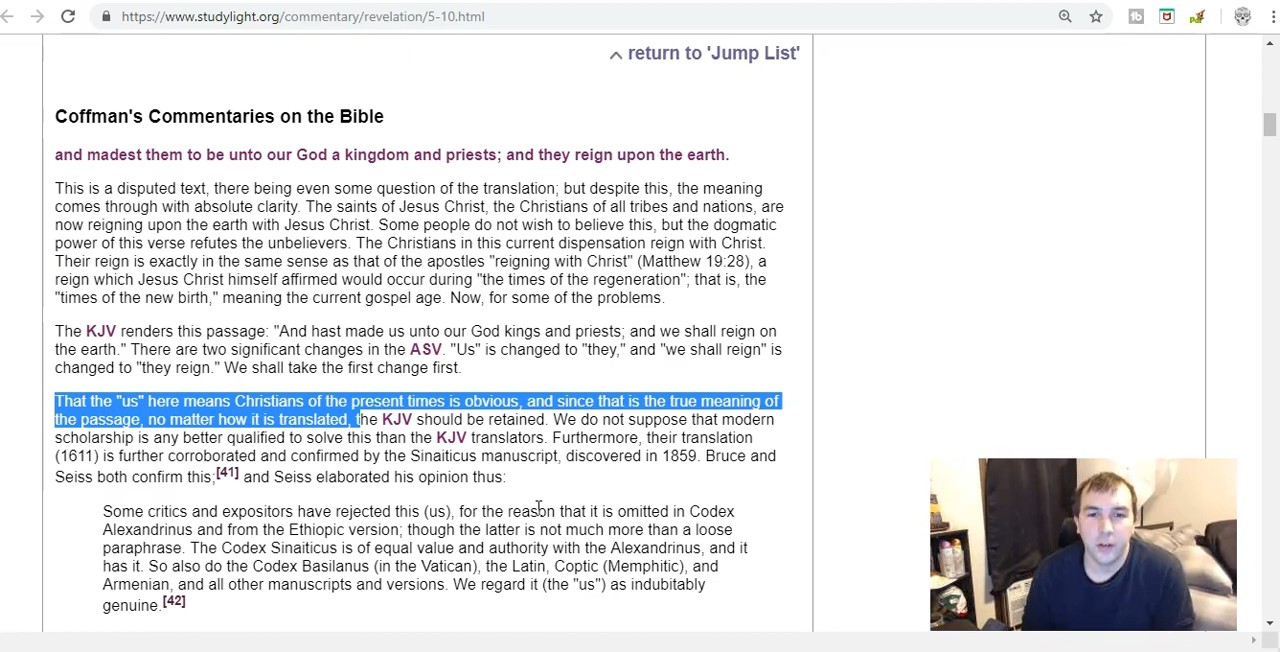 https://www.studylight.org/commentary/revelation/5-10.html
return to 'Jump List'
Coffman's Commentaries on the Bible
and madest them to be unto our God a kingdom and priests; and they reign upon the earth.
This is a disputed text, there being even some question of the translation; but despite this, the meaning
comes through with absolute clarity. The saints of Jesus Christ, the Christians of all tribes and nations, are
now reigning upon the earth with Jesus Christ. Some people do not wish to believe this, but the dogmatic
power of this verse refutes the unbelievers. The Christians in this current dispensation reign with Christ.
Their reign is exactly in the same sense as that of the apostles "reigning with Christ" (Matthew 19:28), a
reign which Jesus Christ himself affirmed would occur during "the times of the regeneration"; that is, the
"times of the new birth," meaning the current gospel age. Now, for some of the problems.
The KJV renders this passage: "And hast made us unto our God kings and priests; and we shall reign on
the earth." There are two significant changes in the ASV. "Us" is changed to "they," and "we shall reign" is
changed to "they reign." We shall take the first change first.
That the "us" here means Christians of the present times is obvious, and since that is the true meaning of
the passage, no matter how it is translated, the KJV should be retained. We do not suppose that modern
scholarship is any better qualified to solve this than the KJV translators. Furthermore, their translation
(1611) is further corroborated and confirmed by the Sinaiticus manuscript, discovered in 1859. Bruce and
Seiss both confirm this;[41] and Seiss elaborated his opinion thus:
Some critics and expositors have rejected this (us), for the reason that it is omitted in Codex
Alexandrinus and from the Ethiopic version; though the latter is not much more than a loose
paraphrase. The Codex Sinaiticus is of equal value and authority with the Alexandrinus, and it
has it. So also do the Codex Basilanus (in the Vatican), the Latin, Coptic (Memphitic), and
Armenian, and all other manuscripts and versions. We regard it (the "us") as indubitably
genuine.[42]